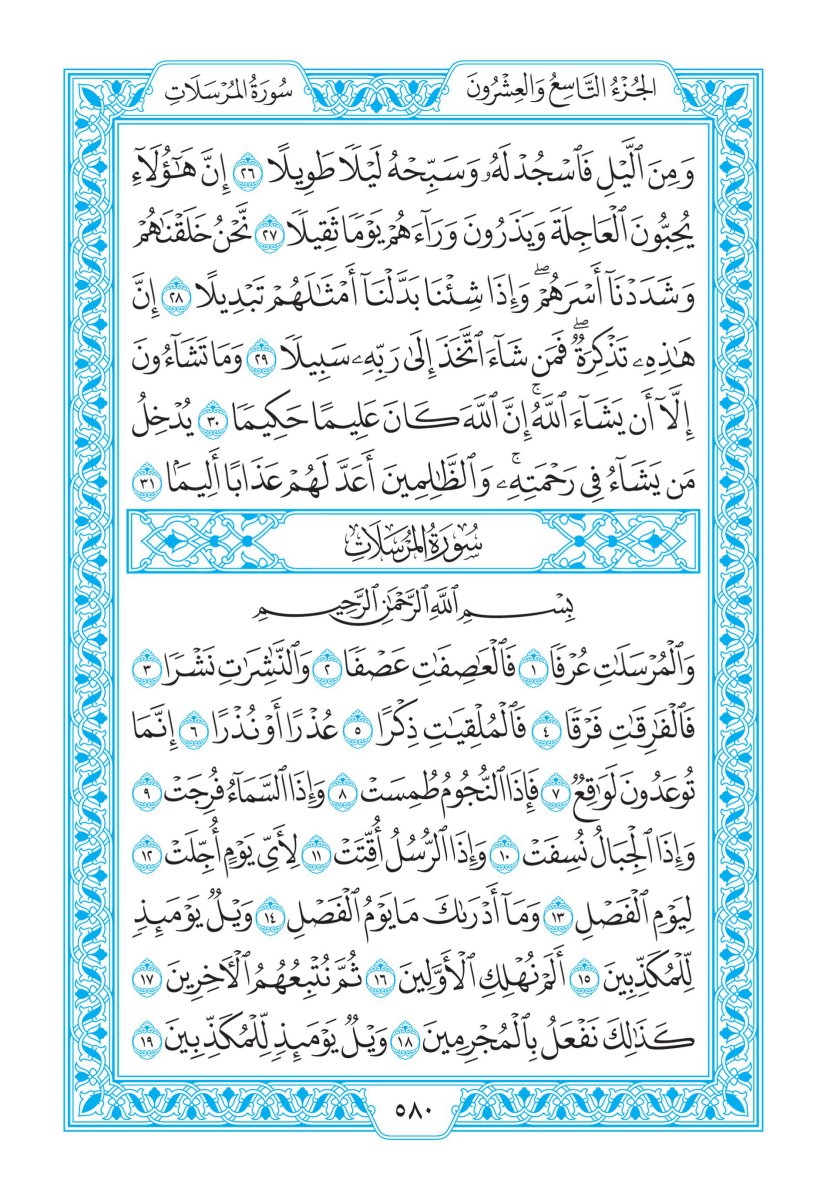 الجُزْءُ التَّاسِعُ وَالعِشْرُونَ
سُورَةُ المُرْسَلَاتِ
وَمِنَ ٱلَّيْلِ فَٱسْجُدْ لَهُۥ وَسَبِّحْهُ لَيْلًا طَوِيلًا ٢٦ إِنَّ هَٰٓؤُلَآءِ
يُحِبُّونَ ٱلْعَاجِلَةَ وَيَذَرُونَ وَرَآءَهُمْ يَوْمًا ثَقِيلًا ٢٧ نَّحْنُ خَلَقْنَٰهُمْ
وَشَدَدْنَآ أَسْرَهُمْ ۖ وَإِذَا شِئْنَا بَدَّلْنَآ أَمْثَٰلَهُمْ تَبْدِيلًا ٢٨ إِنَّ
هَٰذِهِۦ تَذْكِرَةٌ ۖ فَمَن شَآءَ ٱتَّخَذَ إِلَىٰ رَبِّهِۦ سَبِيلًا ٢٩ وَمَا تَشَآءُونَ
إِلَّآ أَن يَشَآءَ ٱللَّهُ ۚ إِنَّ ٱللَّهَ كَانَ عَلِيمًا حَكِيمًا ٣٠ يُدْخِلُ
مَن يَشَآءُ فِى رَحْمَتِهِۦ ۚ وَٱلظَّٰلِمِينَ أَعَدَّ لَهُمْ عَذَابًا أَلِيمًۢا ٣١
سُورَةُ المُرْسَلَاتِ
بِسْمِ ٱللَّهِ ٱلرَّحْمَٰنِ ٱلرَّحِيمِ
وَٱلْمُرْسَلَٰتِ عُرْفًا ١ فَٱلْعَٰصِفَٰتِ عَصْفًا ٢ وَٱلنَّٰشِرَٰتِ نَشْرًا ٣
فَٱلْفَٰرِقَٰتِ فَرْقًا ٤ فَٱلْمُلْقِيَٰتِ ذِكْرًا ٥ عُذْرًا أَوْ نُذْرًا ٦ إِنَّمَا
تُوعَدُونَ لَوَٰقِعٌ ٧ فَإِذَا ٱلنُّجُومُ طُمِسَتْ ٨ وَإِذَا ٱلسَّمَآءُ فُرِجَتْ ٩
وَإِذَا ٱلْجِبَالُ نُسِفَتْ ١٠ وَإِذَا ٱلرُّسُلُ أُقِّتَتْ ١١ لِأَىِّ يَوْمٍ أُجِّلَتْ ١٢
لِيَوْمِ ٱلْفَصْلِ ١٣ وَمَآ أَدْرَىٰكَ مَا يَوْمُ ٱلْفَصْلِ ١٤ وَيْلٌ يَوْمَئِذٍ
لِّلْمُكَذِّبِينَ ١٥ أَلَمْ نُهْلِكِ ٱلْأَوَّلِينَ ١٦ ثُمَّ نُتْبِعُهُمُ ٱلْءَاخِرِينَ ١٧
كَذَٰلِكَ نَفْعَلُ بِٱلْمُجْرِمِينَ ١٨ وَيْلٌ يَوْمَئِذٍ لِّلْمُكَذِّبِينَ ١٩
٥٨٠